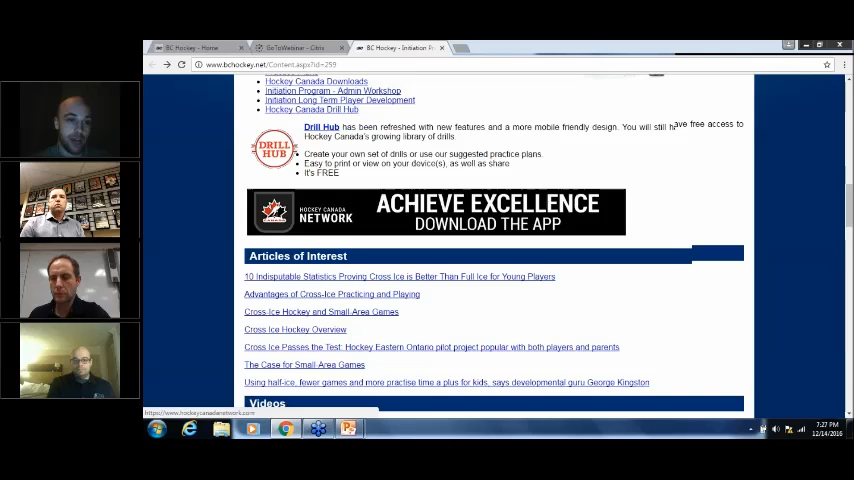 BC Hockey - Home
GoToWebinar - Citrix
BC Hockey - Initiation Pr
www.bchockey.net/Content.aspx?id=259
Hockey Canada Downloads
Initiation Program - Admin Workshop
Initiation Long Term Player Development
Hockey Canada Drill Hub
DRILL HUB
Drill Hub has been refreshed with new features and a more mobile friendly design. You will still have free access to
Hockey Canada's growing library of drills.
Create your own set of drills or use our suggested practice plans.
Easy to print or view on your device(s), as well as share
It's FREE
HOCKEY CANADA
NETWORK
ACHIEVE EXCELLENCE
DOWNLOAD THE APP
Articles of Interest
10 Indisputable Statistics Proving Cross Ice is Better Than Full Ice for Young Players
Advantages of Cross-Ice Practicing and Playing
Cross-Ice Hockey and Small-Area Games
Cross Ice Hockey Overview
Cross Ice Passes the Test: Hockey Eastern Ontario pilot project popular with both players and parents
The Case for Small-Area Games
Using half-ice, fewer games and more practise time a plus for kids, says developmental guru George Kingston
Videos
https://www.hockeycanadanetwork.com
7:27 PM
12/14/2016